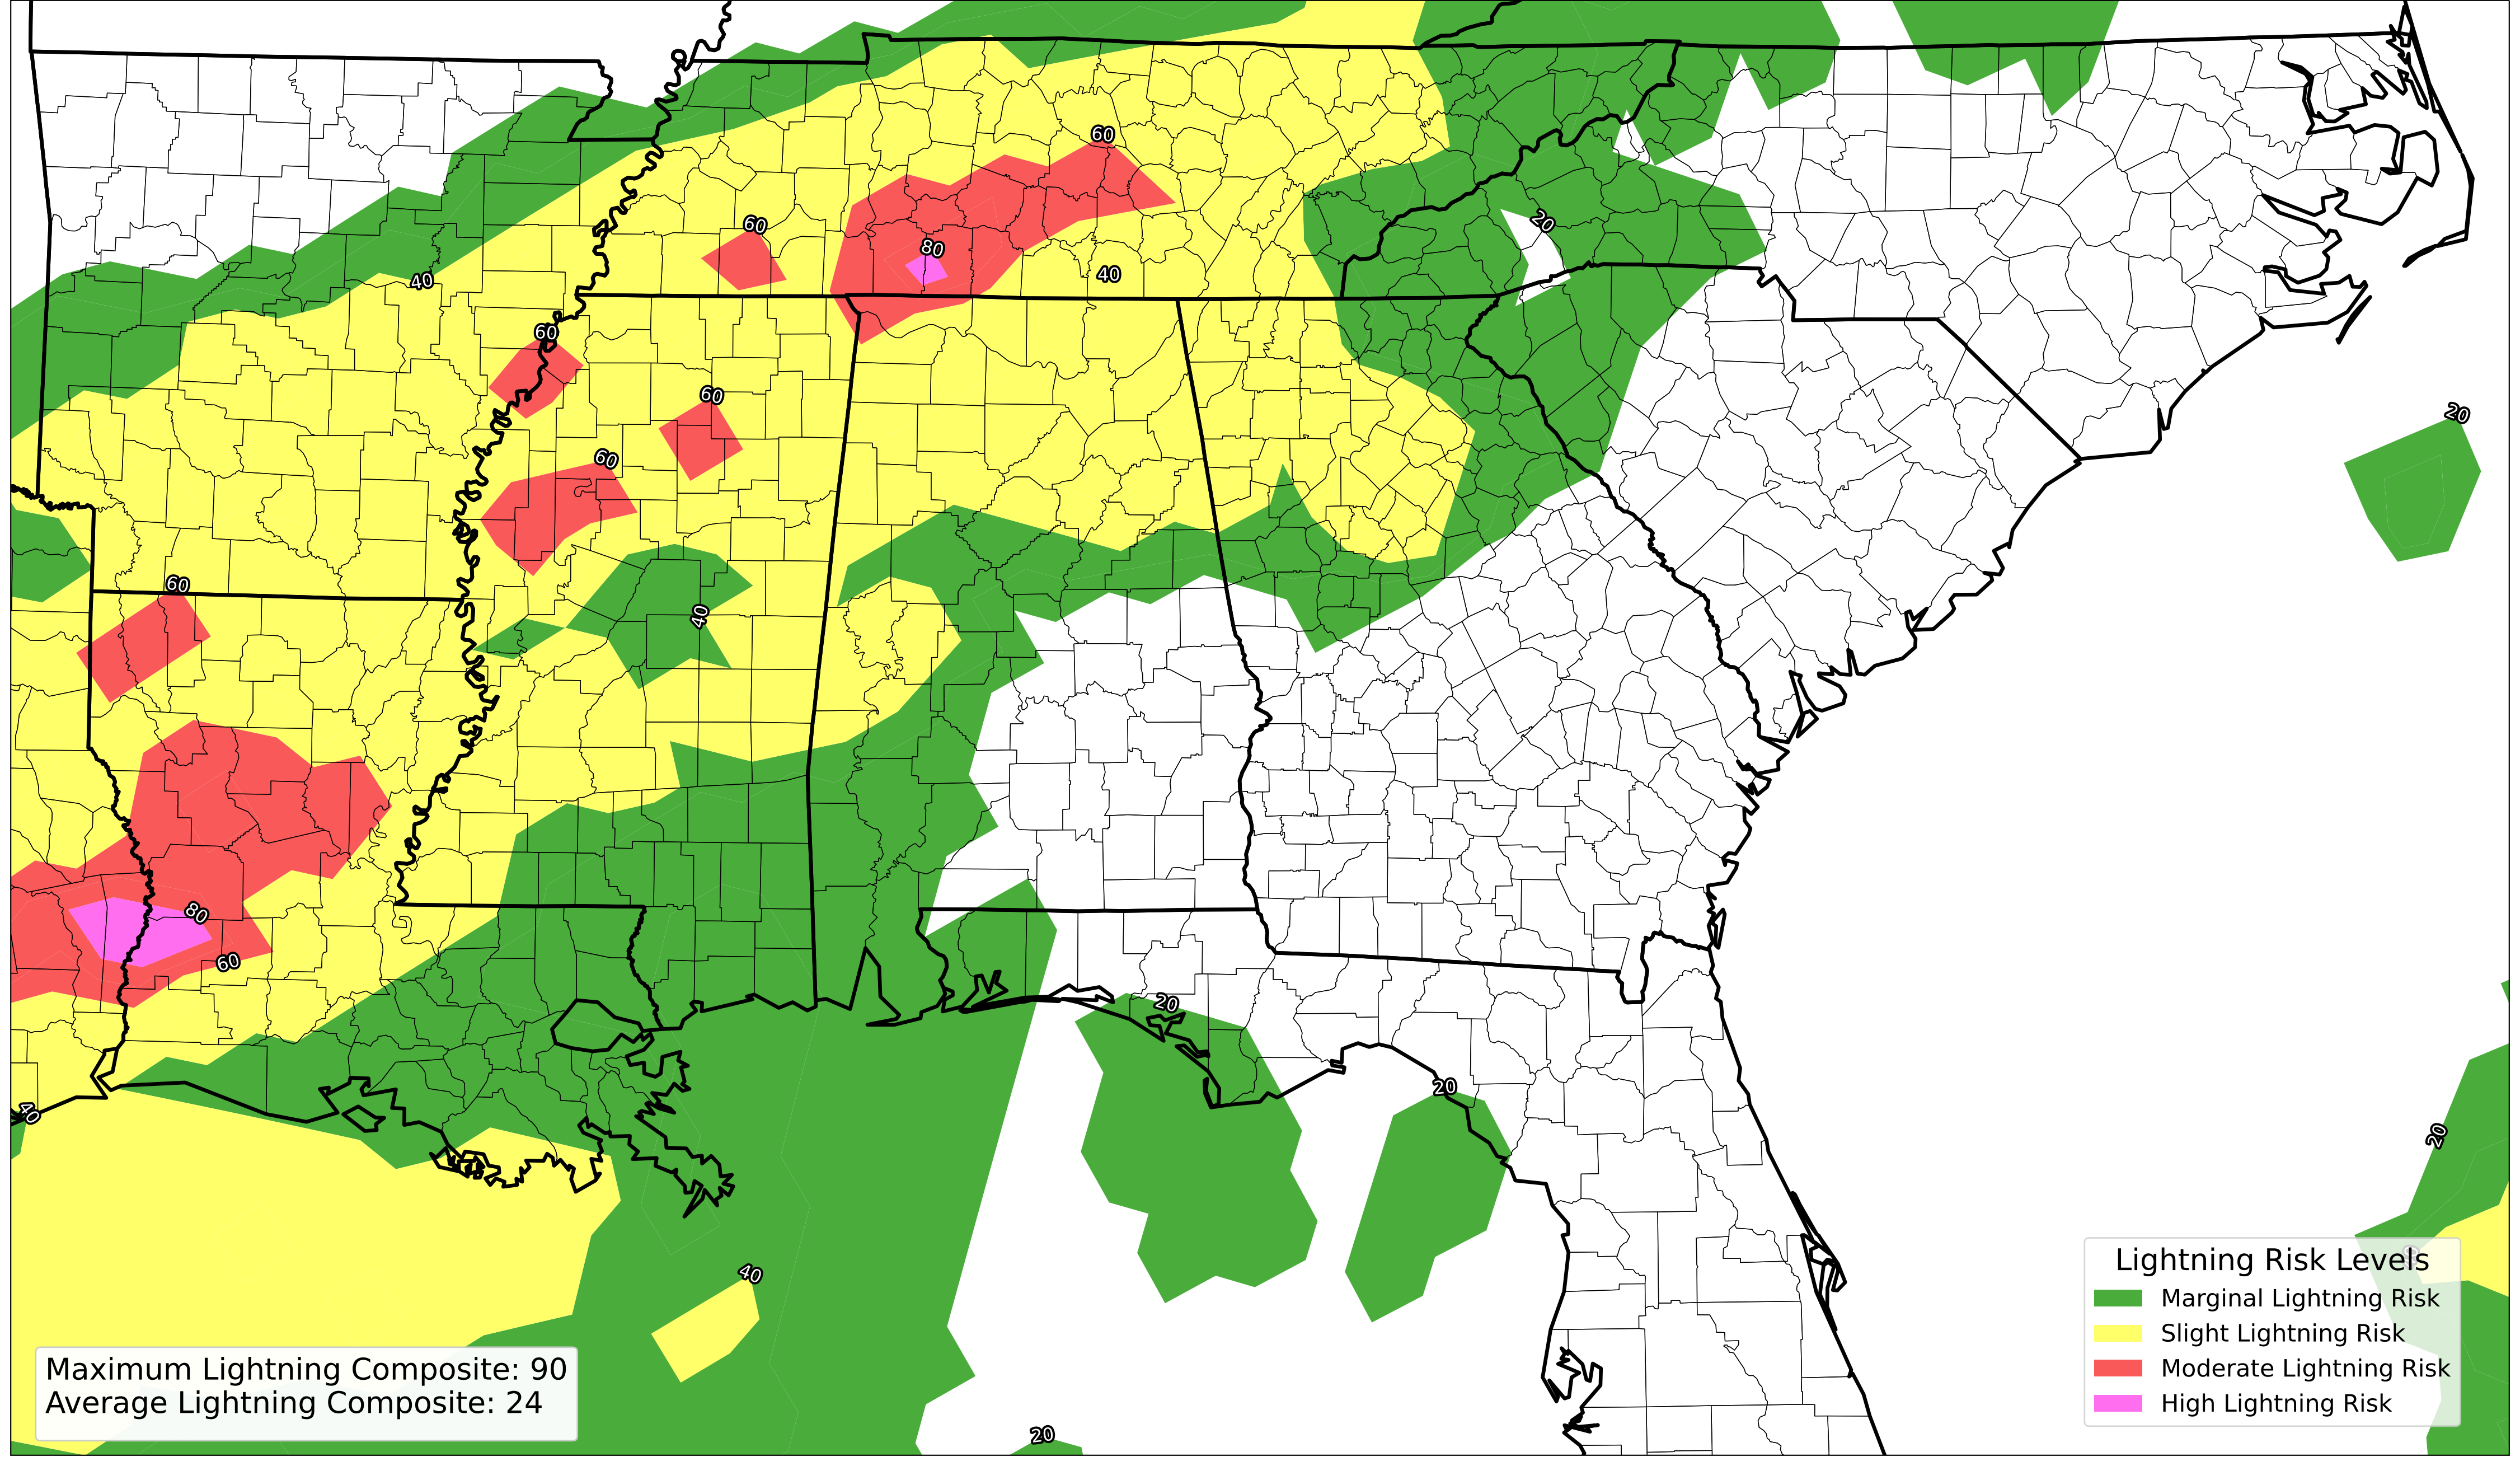 60
60
80
40
40
20
60
60
20
60
60
40
80
60
20
20
40
20
40
20
Lightning Risk Levels
Marginal Lightning Risk
Slight Lightning Risk
Moderate Lightning Risk
High Lightning Risk
Maximum Lightning Composite: 90
Average Lightning Composite: 24